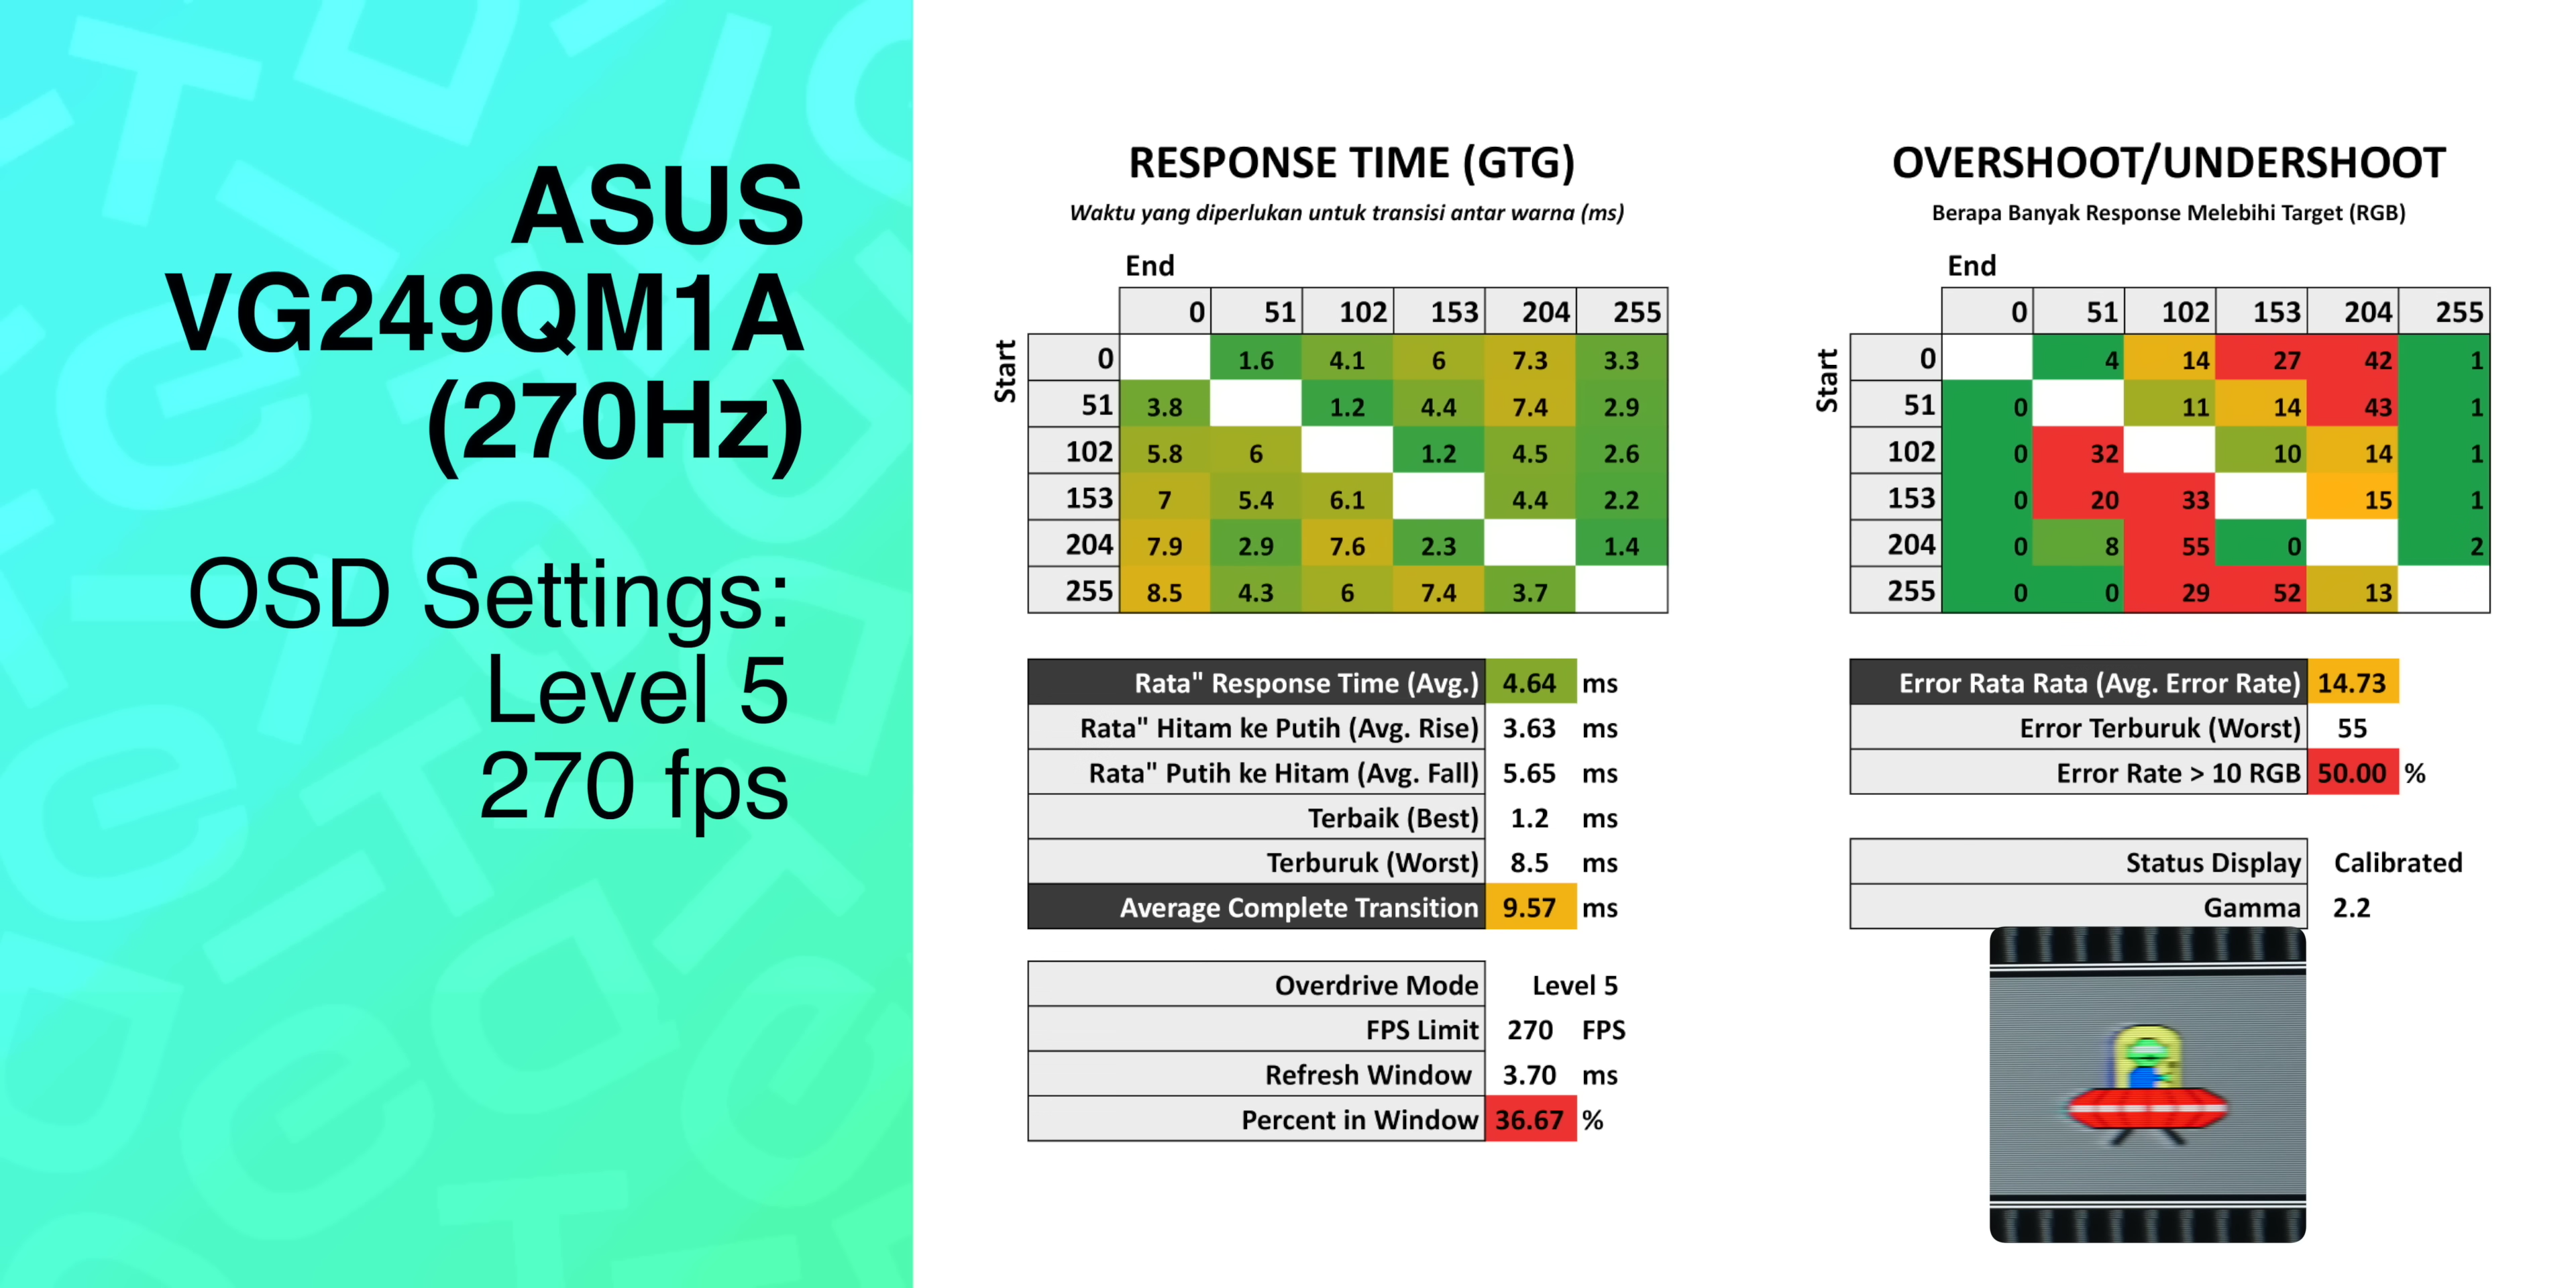 ASUS
VG249QM1A
(270Hz)
OSD Settings:
Level 5
270 fps
RESPONSE TIME (GTG)
Waktu yang diperlukan untuk transisi antar warna (ms)
End
Start
0 51 102 153 204 255
0 1.6 4.1 6 7.3 3.3
51 3.8 1.2 4.4 7.4 2.9
102 5.8 6 1.2 4.5 2.6
153 7 5.4 6.1 4.4 2.2
204 7.9 2.9 7.6 2.3 1.4
255 8.5 4.3 6 7.4 3.7
Rata" Response Time (Avg.) 4.64 ms
Rata" Hitam ke Putih (Avg. Rise) 3.63 ms
Rata" Putih ke Hitam (Avg. Fall) 5.65 ms
Terbaik (Best) 1.2 ms
Terburuk (Worst) 8.5 ms
Average Complete Transition 9.57 ms
Overdrive Mode Level 5
FPS Limit 270 FPS
Refresh Window 3.70 ms
Percent in Window 36.67 %
OVERSHOOT/UNDERSHOOT
Berapa Banyak Response Melebihi Target (RGB)
End
Start
0 51 102 153 204 255
0 4 14 27 42 1
51 0 11 14 43 1
102 0 32 10 14 1
153 0 20 33 15 1
204 0 8 55 0 2
255 0 0 29 52 13
Error Rata Rata (Avg. Error Rate) 14.73
Error Terburuk (Worst) 55
Error Rate > 10 RGB 50.00 %
Status Display Calibrated
Gamma 2.2